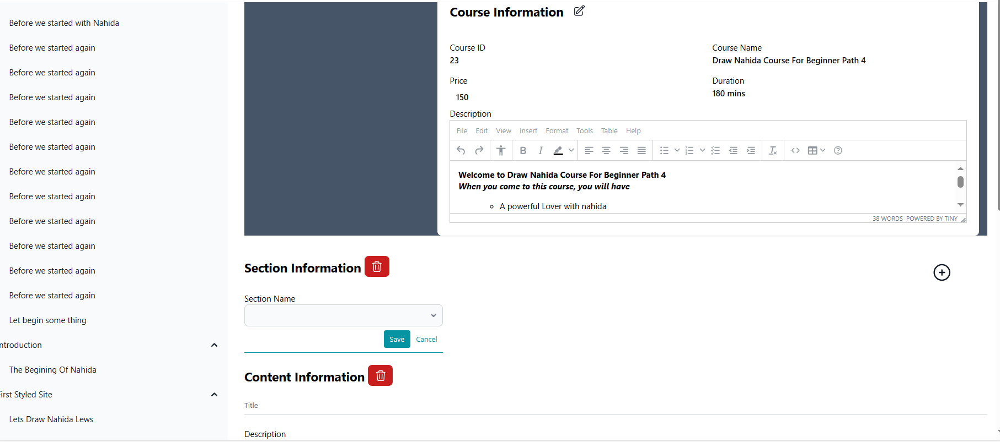 Before we started with Nahida
Before we started again
Before we started again
Before we started again
Before we started again
Before we started again
Before we started again
Before we started again
Before we started again
Before we started again
Before we started again
Before we started again
Let begin some thing
ntroduction
The Begining Of Nahida
irst Styled Site
Lets Draw Nahida Lews
Course Information
Course ID
23
Course Name
Draw Nahida Course For Beginner Path 4
Price
150
Duration
180 mins
Description
File Edit View Insert Format Tools Table Help
Welcome to Draw Nahida Course For Beginner Path 4
When you come to this course, you will have
A powerful Lover with nahida
38 WORDS POWERED BY TINY
Section Information
Section Name
Save Cancel
Content Information
Title
Description